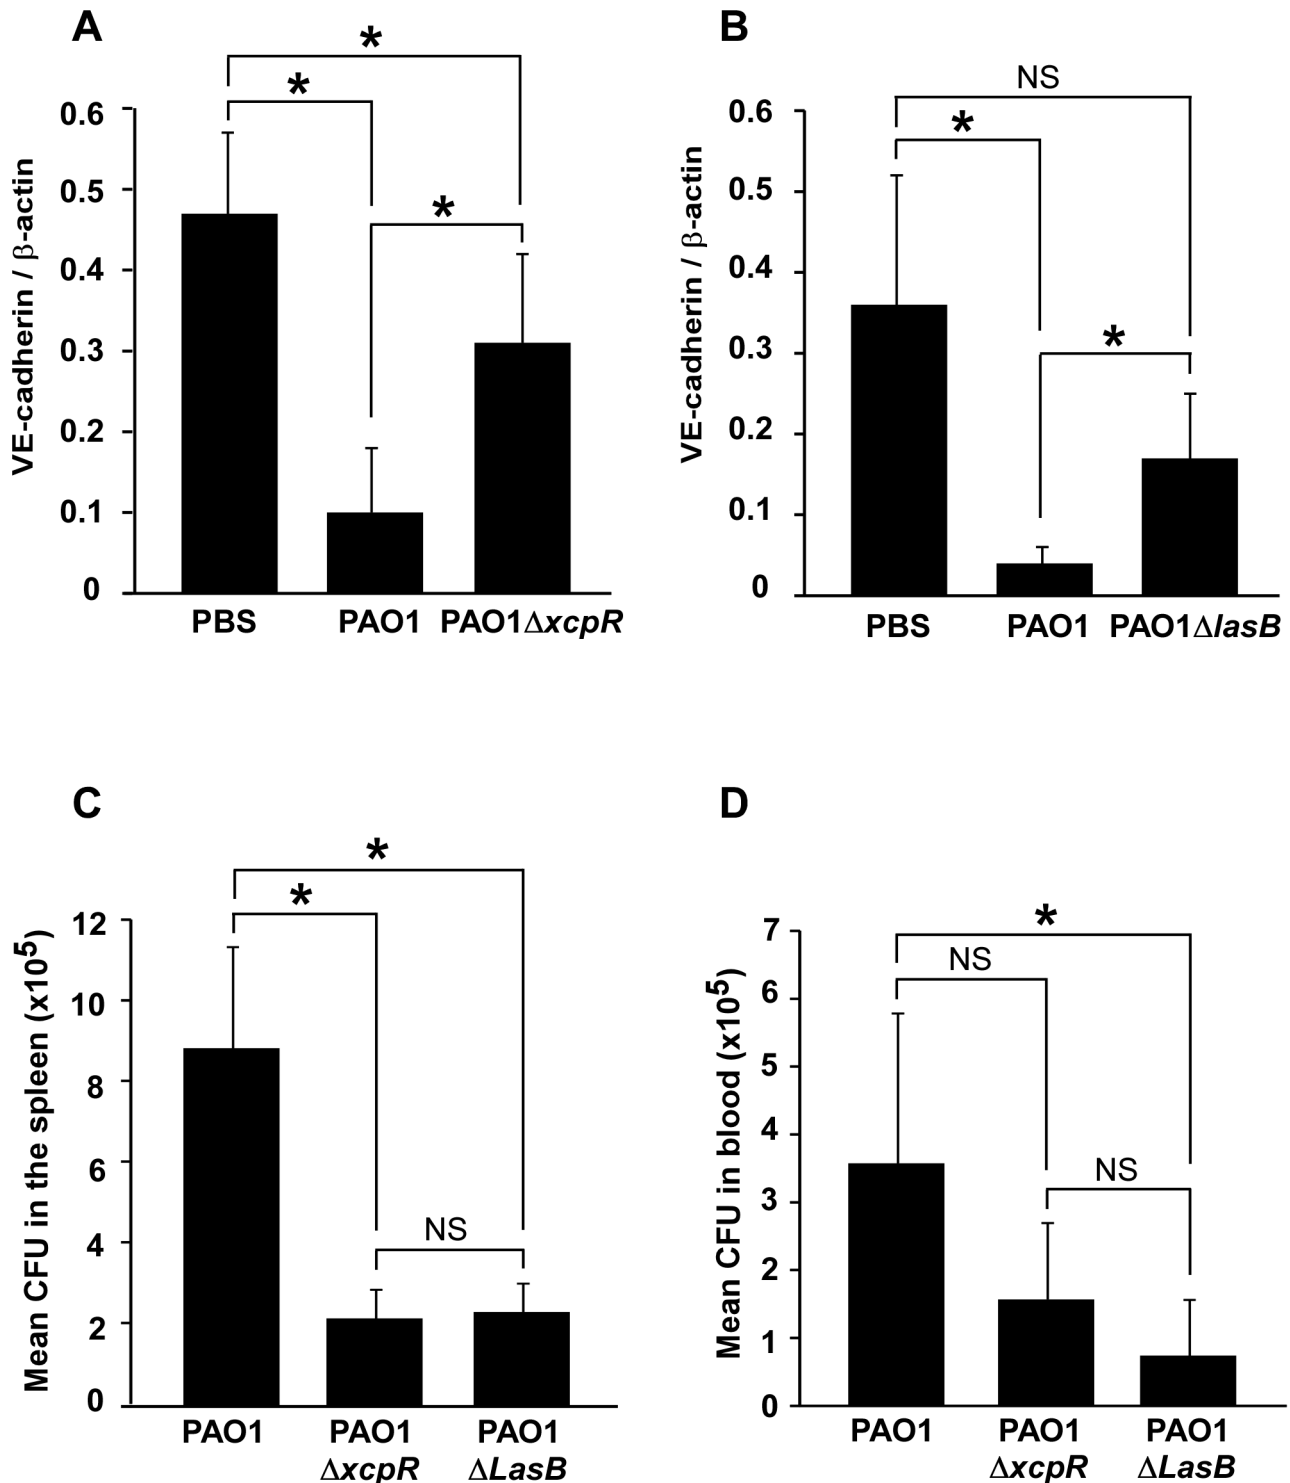 A
*
*
*
VE-cadherin / β-actin
0.6
0.5
0.4
0.3
0.2
0.1
0
PBS PAO1 PAO1ΔxcpR
B
NS
*
*
VE-cadherin / β-actin
0.6
0.5
0.4
0.3
0.2
0.1
0
PBS PAO1 PAO1ΔlasB
C
*
*
NS
Mean CFU in the spleen (x10⁵)
12
10
8
6
4
2
0
PAO1 PAO1 PAO1
ΔxcpR ΔLasB
D
*
NS
NS
Mean CFU in blood (x10⁵)
7
6
5
4
3
2
1
0
PAO1 PAO1 PAO1
ΔxcpR ΔLasB